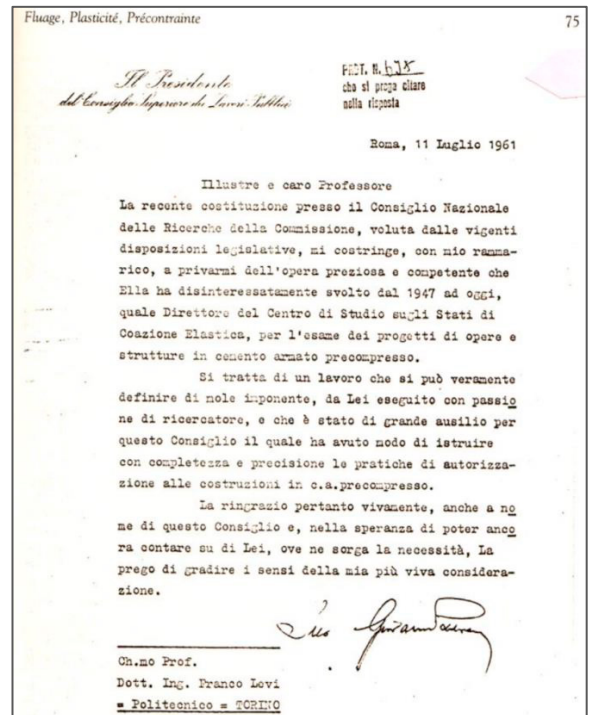 Fluage, Plasticité, Précontrainte 75
Il Presidente
del Consiglio Superiore dei Lavori Pubblici
PROT. N. 678
che si prega citare
nella risposta
Roma, 11 Luglio 1961
Illustre e caro Professore
La recente costituzione presso il Consiglio Nazionale
delle Ricerche della Commissione, voluta dalle vigenti
disposizioni legislative, mi costringe, con mio ramma-
rico, a privarmi dell'opera preziosa e competente che
Ella ha disinteressatamente svolto dal 1947 ad oggi,
quale Direttore del Centro di Studio sugli Stati di
Coazione Elastica, per l'esame dei progetti di opere e
strutture in cemento armato precompresso.
Si tratta di un lavoro che si può veramente
definire di mole imponente, da Lei eseguito con passio
ne di ricercatore, e che è stato di grande ausilio per
questo Consiglio il quale ha avuto modo di istruire
con completezza e precisione le pratiche di autorizza-
zione alle costruzioni in c.a.precompresso.
La ringrazio pertanto vivamente, anche a no
me di questo Consiglio e, nella speranza di poter anco
ra contare su di Lei, ove ne sorga la necessità, La
prego di gradire i sensi della mia più viva considera-
zione.
Suo
Ch.mo Prof.
Dott. Ing. Franco Levi
= Politecnico = TORINO